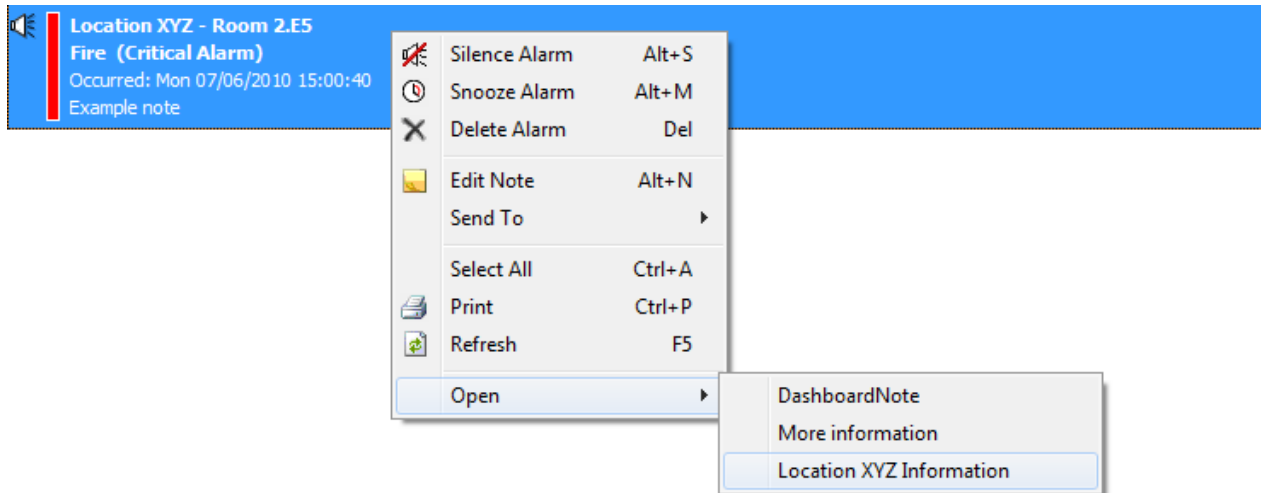 Location XYZ - Room 2.E5
Fire (Critical Alarm)
Occurred: Mon 07/06/2010 15:00:40
Example note
Silence Alarm Alt+S
Snooze Alarm Alt+M
Delete Alarm Del
Edit Note Alt+N
Send To
Select All Ctrl+A
Print Ctrl+P
Refresh F5
Open
DashboardNote
More information
Location XYZ Information